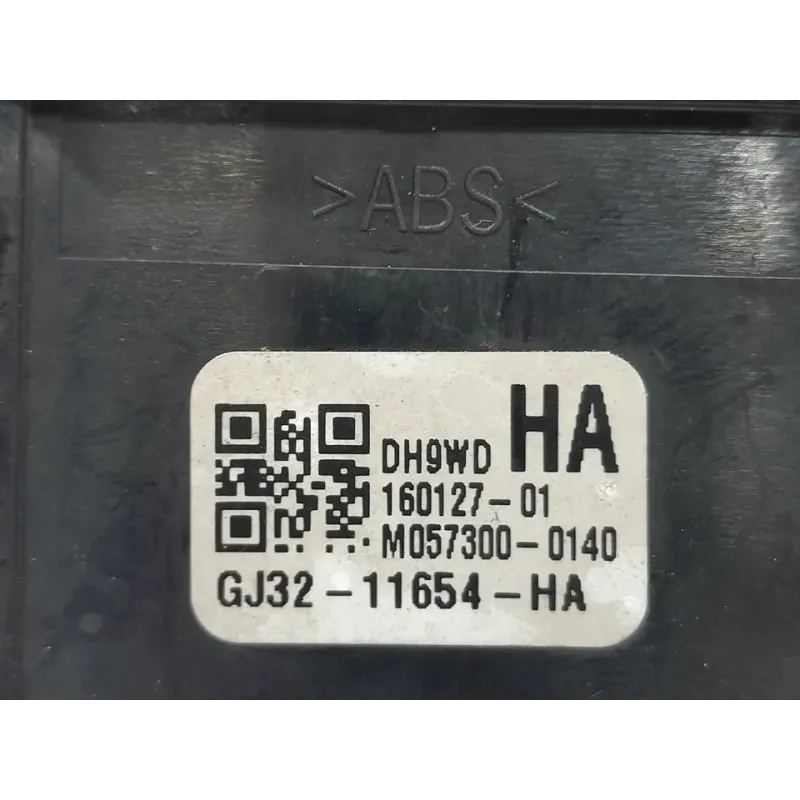 >ABS<
DH9WD HA
160127-01
M057300-0140
GJ32-11654-HA